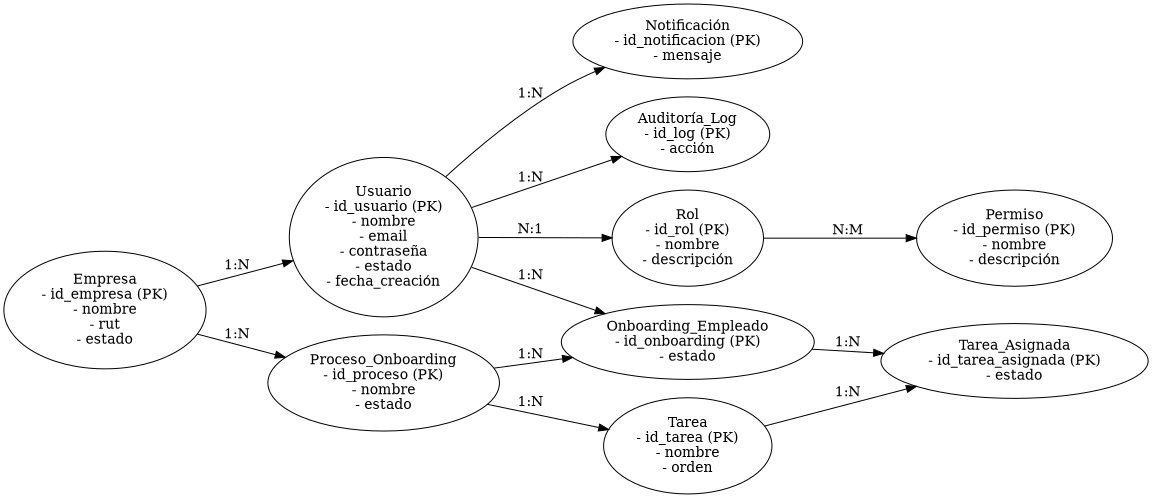 Empresa
- id_empresa (PK)
- nombre
- rut
- estado
1:N
1:N
Usuario
- id_usuario (PK)
- nombre
- email
- contraseña
- estado
- fecha_creación
Proceso_Onboarding
- id_proceso (PK)
- nombre
- estado
1:N
1:N
N:1
1:N
1:N
1:N
Notificación
- id_notificacion (PK)
- mensaje
Auditoría_Log
- id_log (PK)
- acción
Rol
- id_rol (PK)
- nombre
- descripción
Onboarding_Empleado
- id_onboarding (PK)
- estado
Tarea
- id_tarea (PK)
- nombre
- orden
N:M
1:N
1:N
Permiso
- id_permiso (PK)
- nombre
- descripción
Tarea_Asignada
- id_tarea_asignada (PK)
- estado